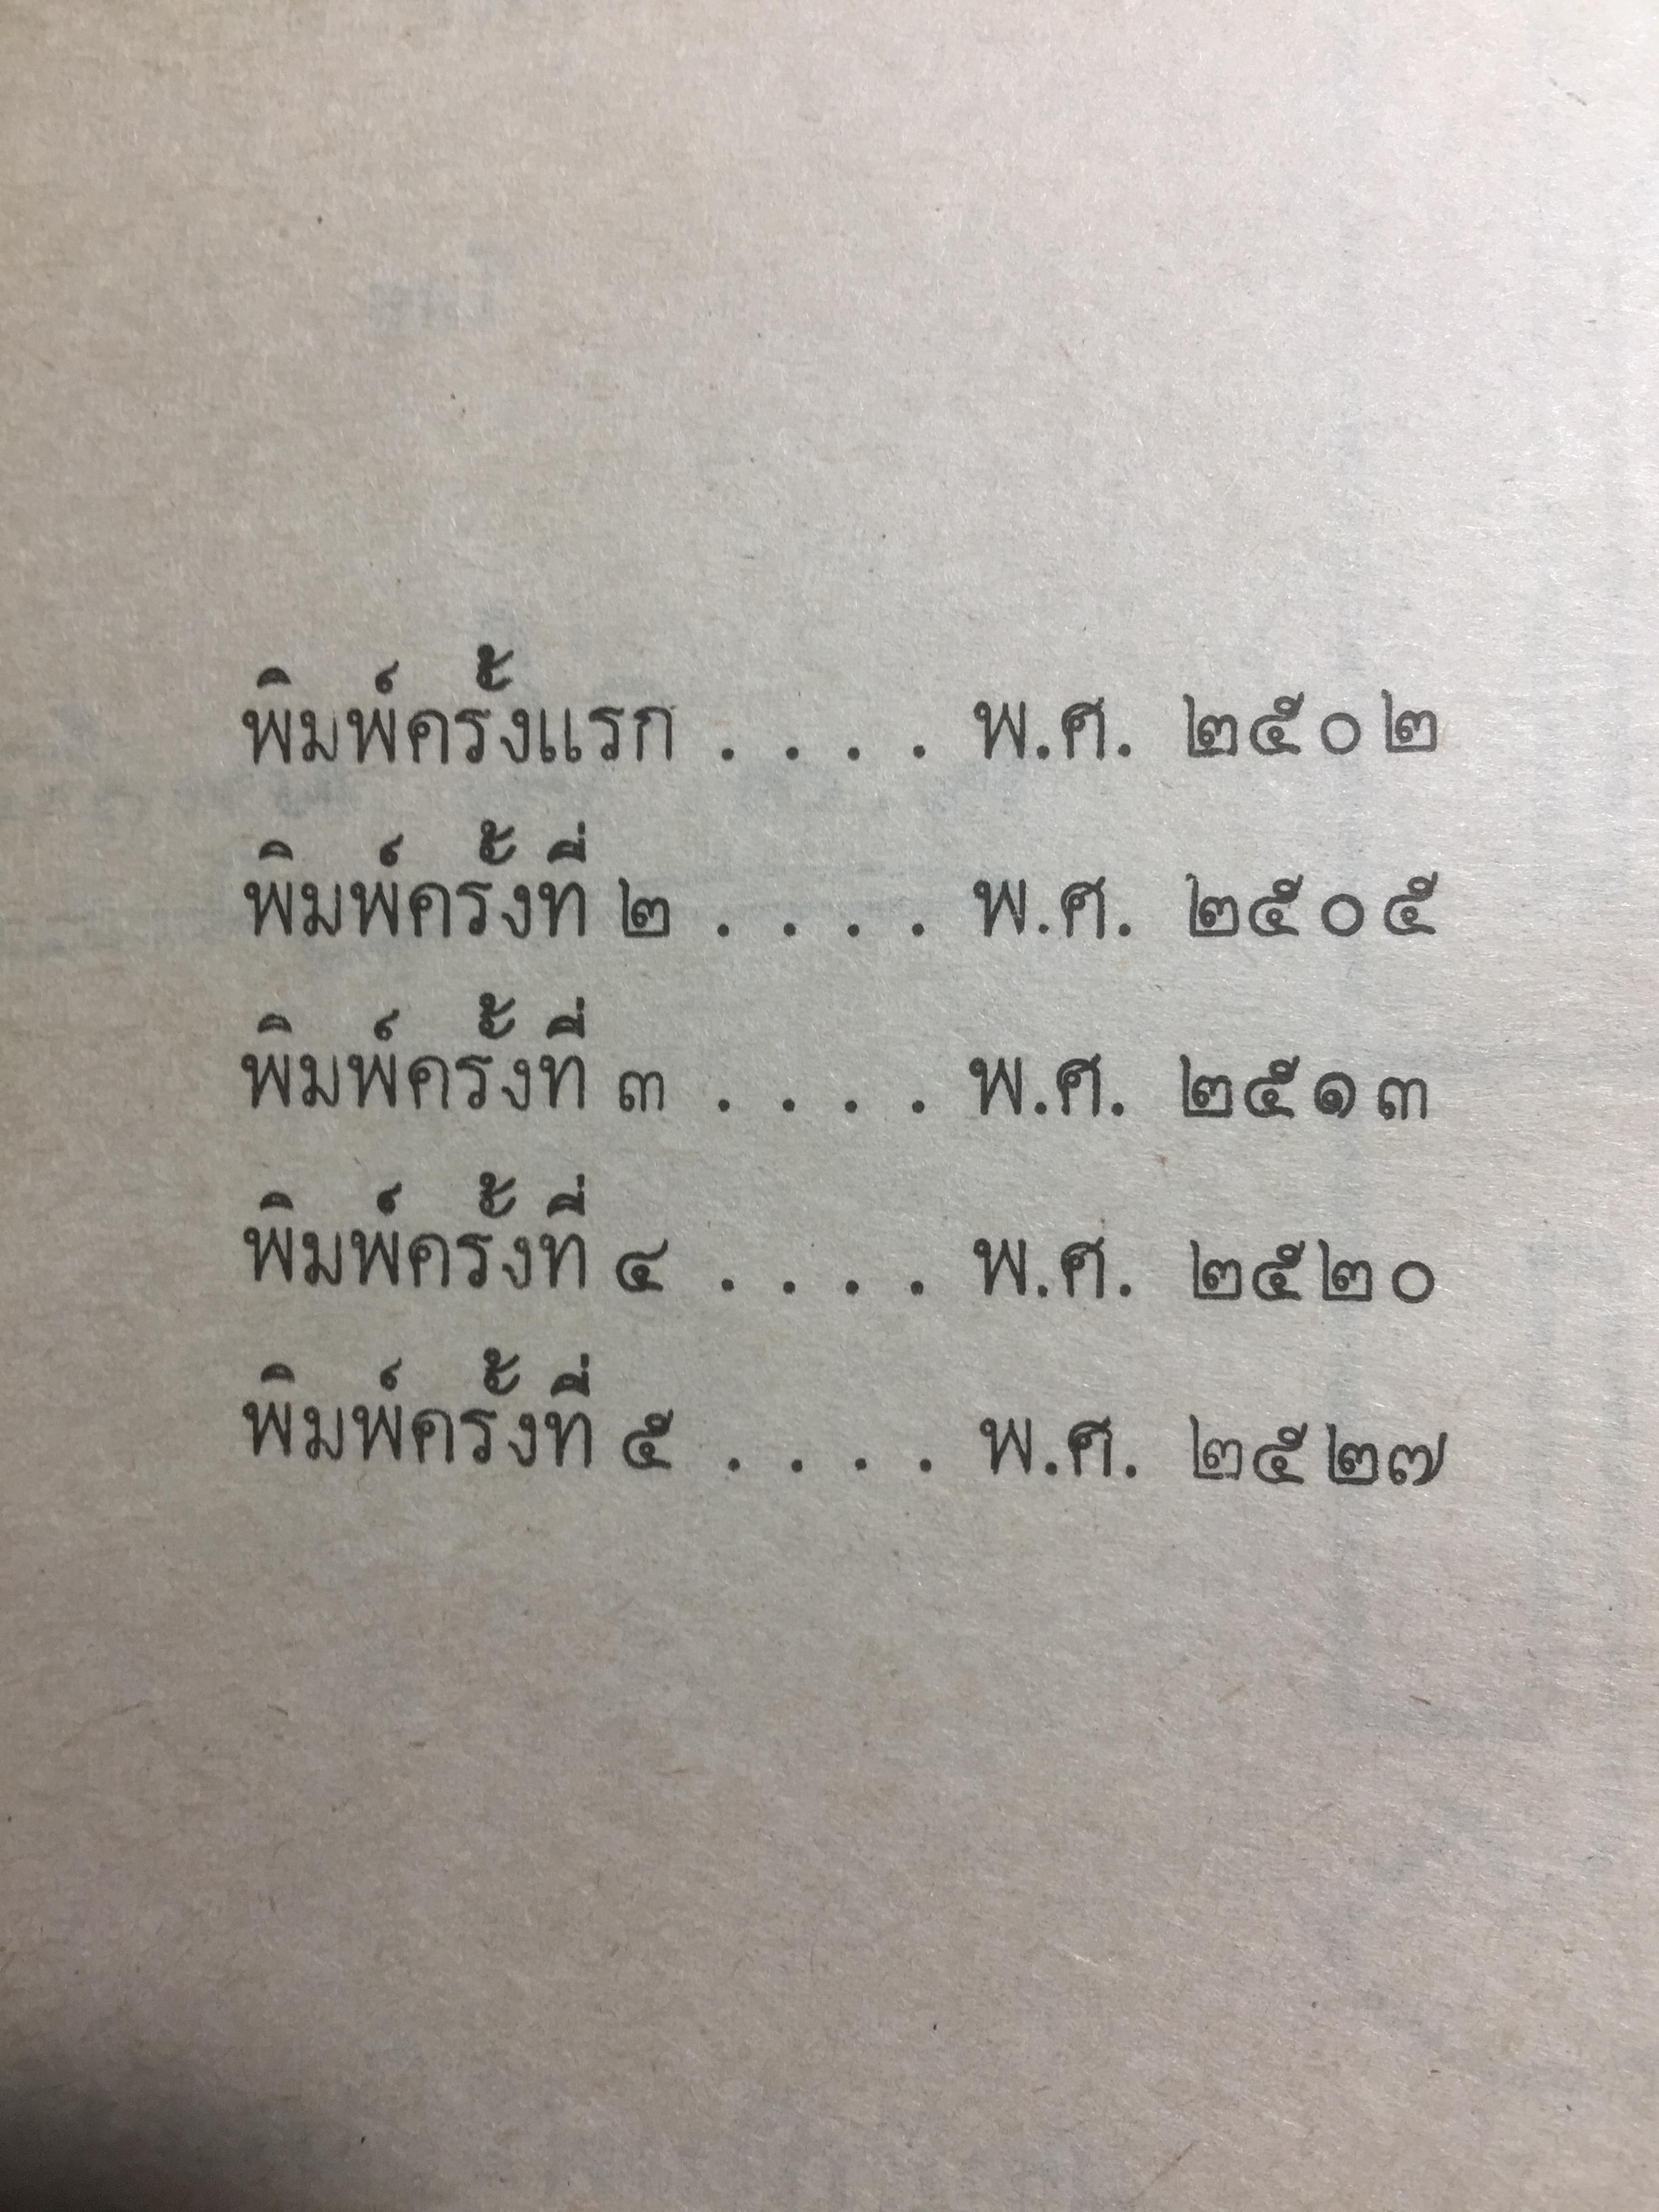 พิมพ์ครั้งแรก . . . . พ.ศ. ๒๕๐๒
พิมพ์ครั้งที่ ๒ . . . . พ.ศ. ๒๕๐๕
พิมพ์ครั้งที่ ๓ . . . . พ.ศ. ๒๕๑๓
พิมพ์ครั้งที่ ๔ . . . . พ.ศ. ๒๕๒๐
พิมพ์ครั้งที่ ๕ . . . . พ.ศ. ๒๕๒๗